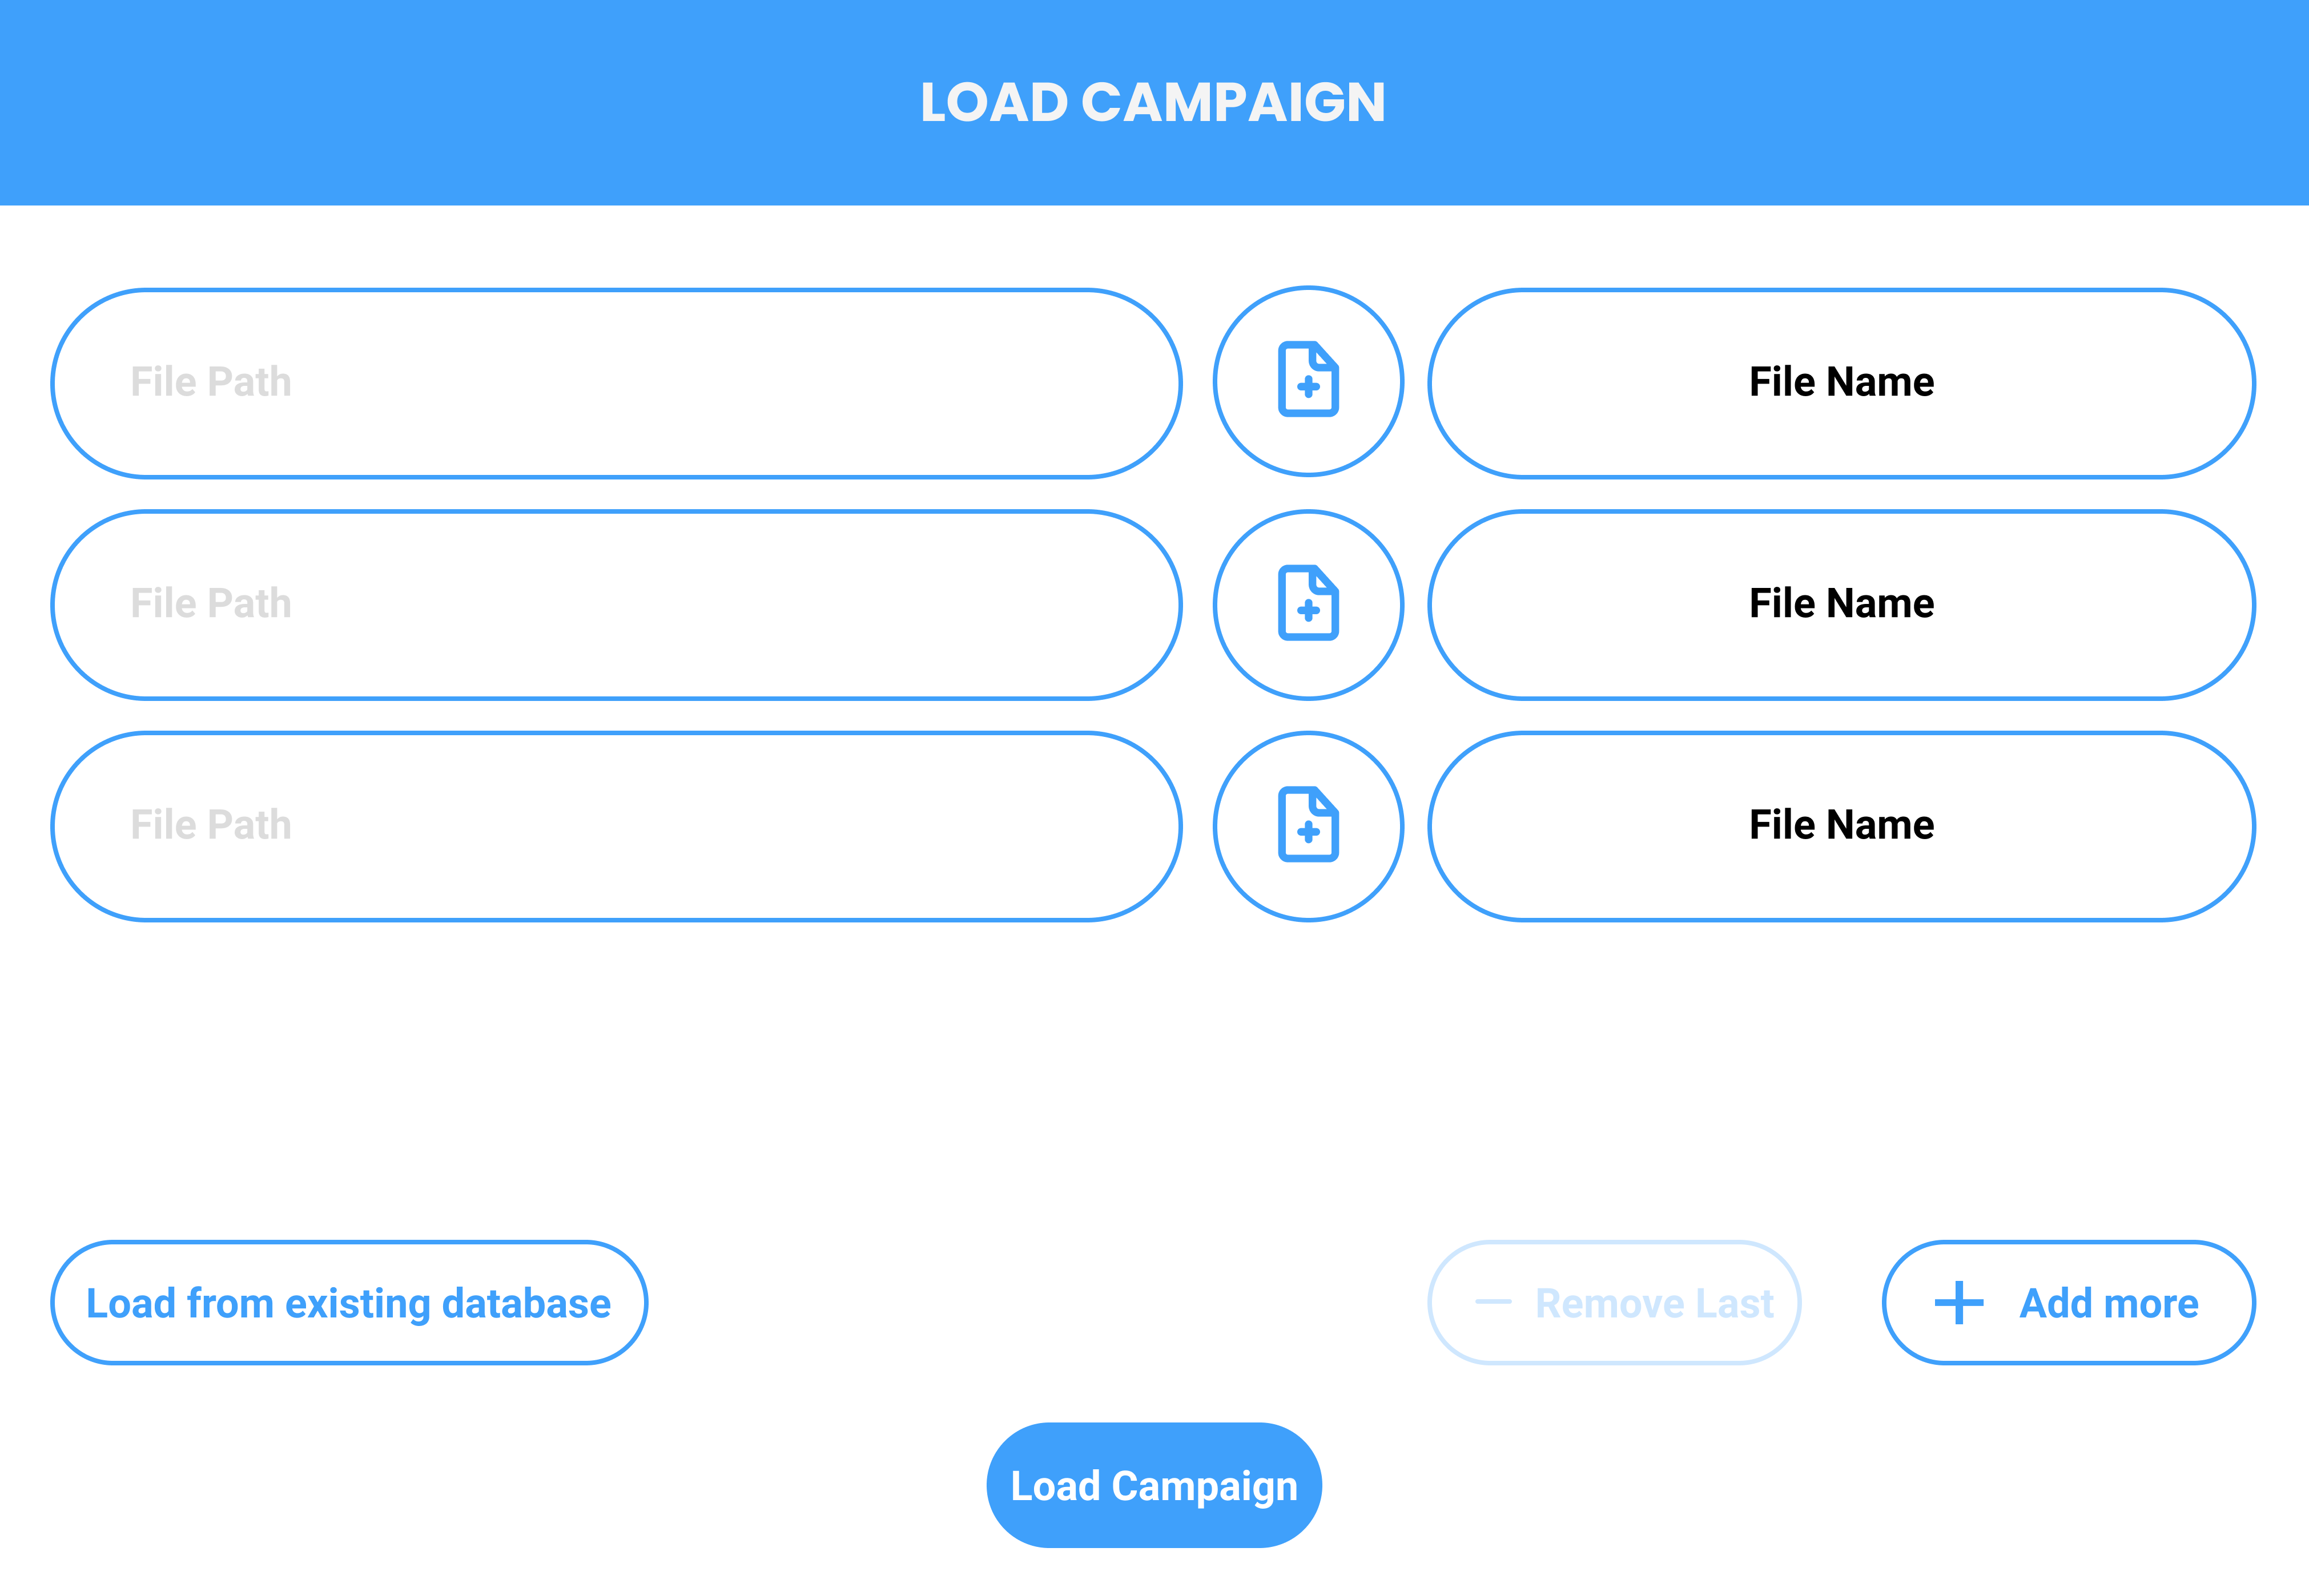 LOAD CAMPAIGN
File Path
File Name
File Path
File Name
File Path
File Name
Load from existing database
Remove Last
Add more
Load Campaign